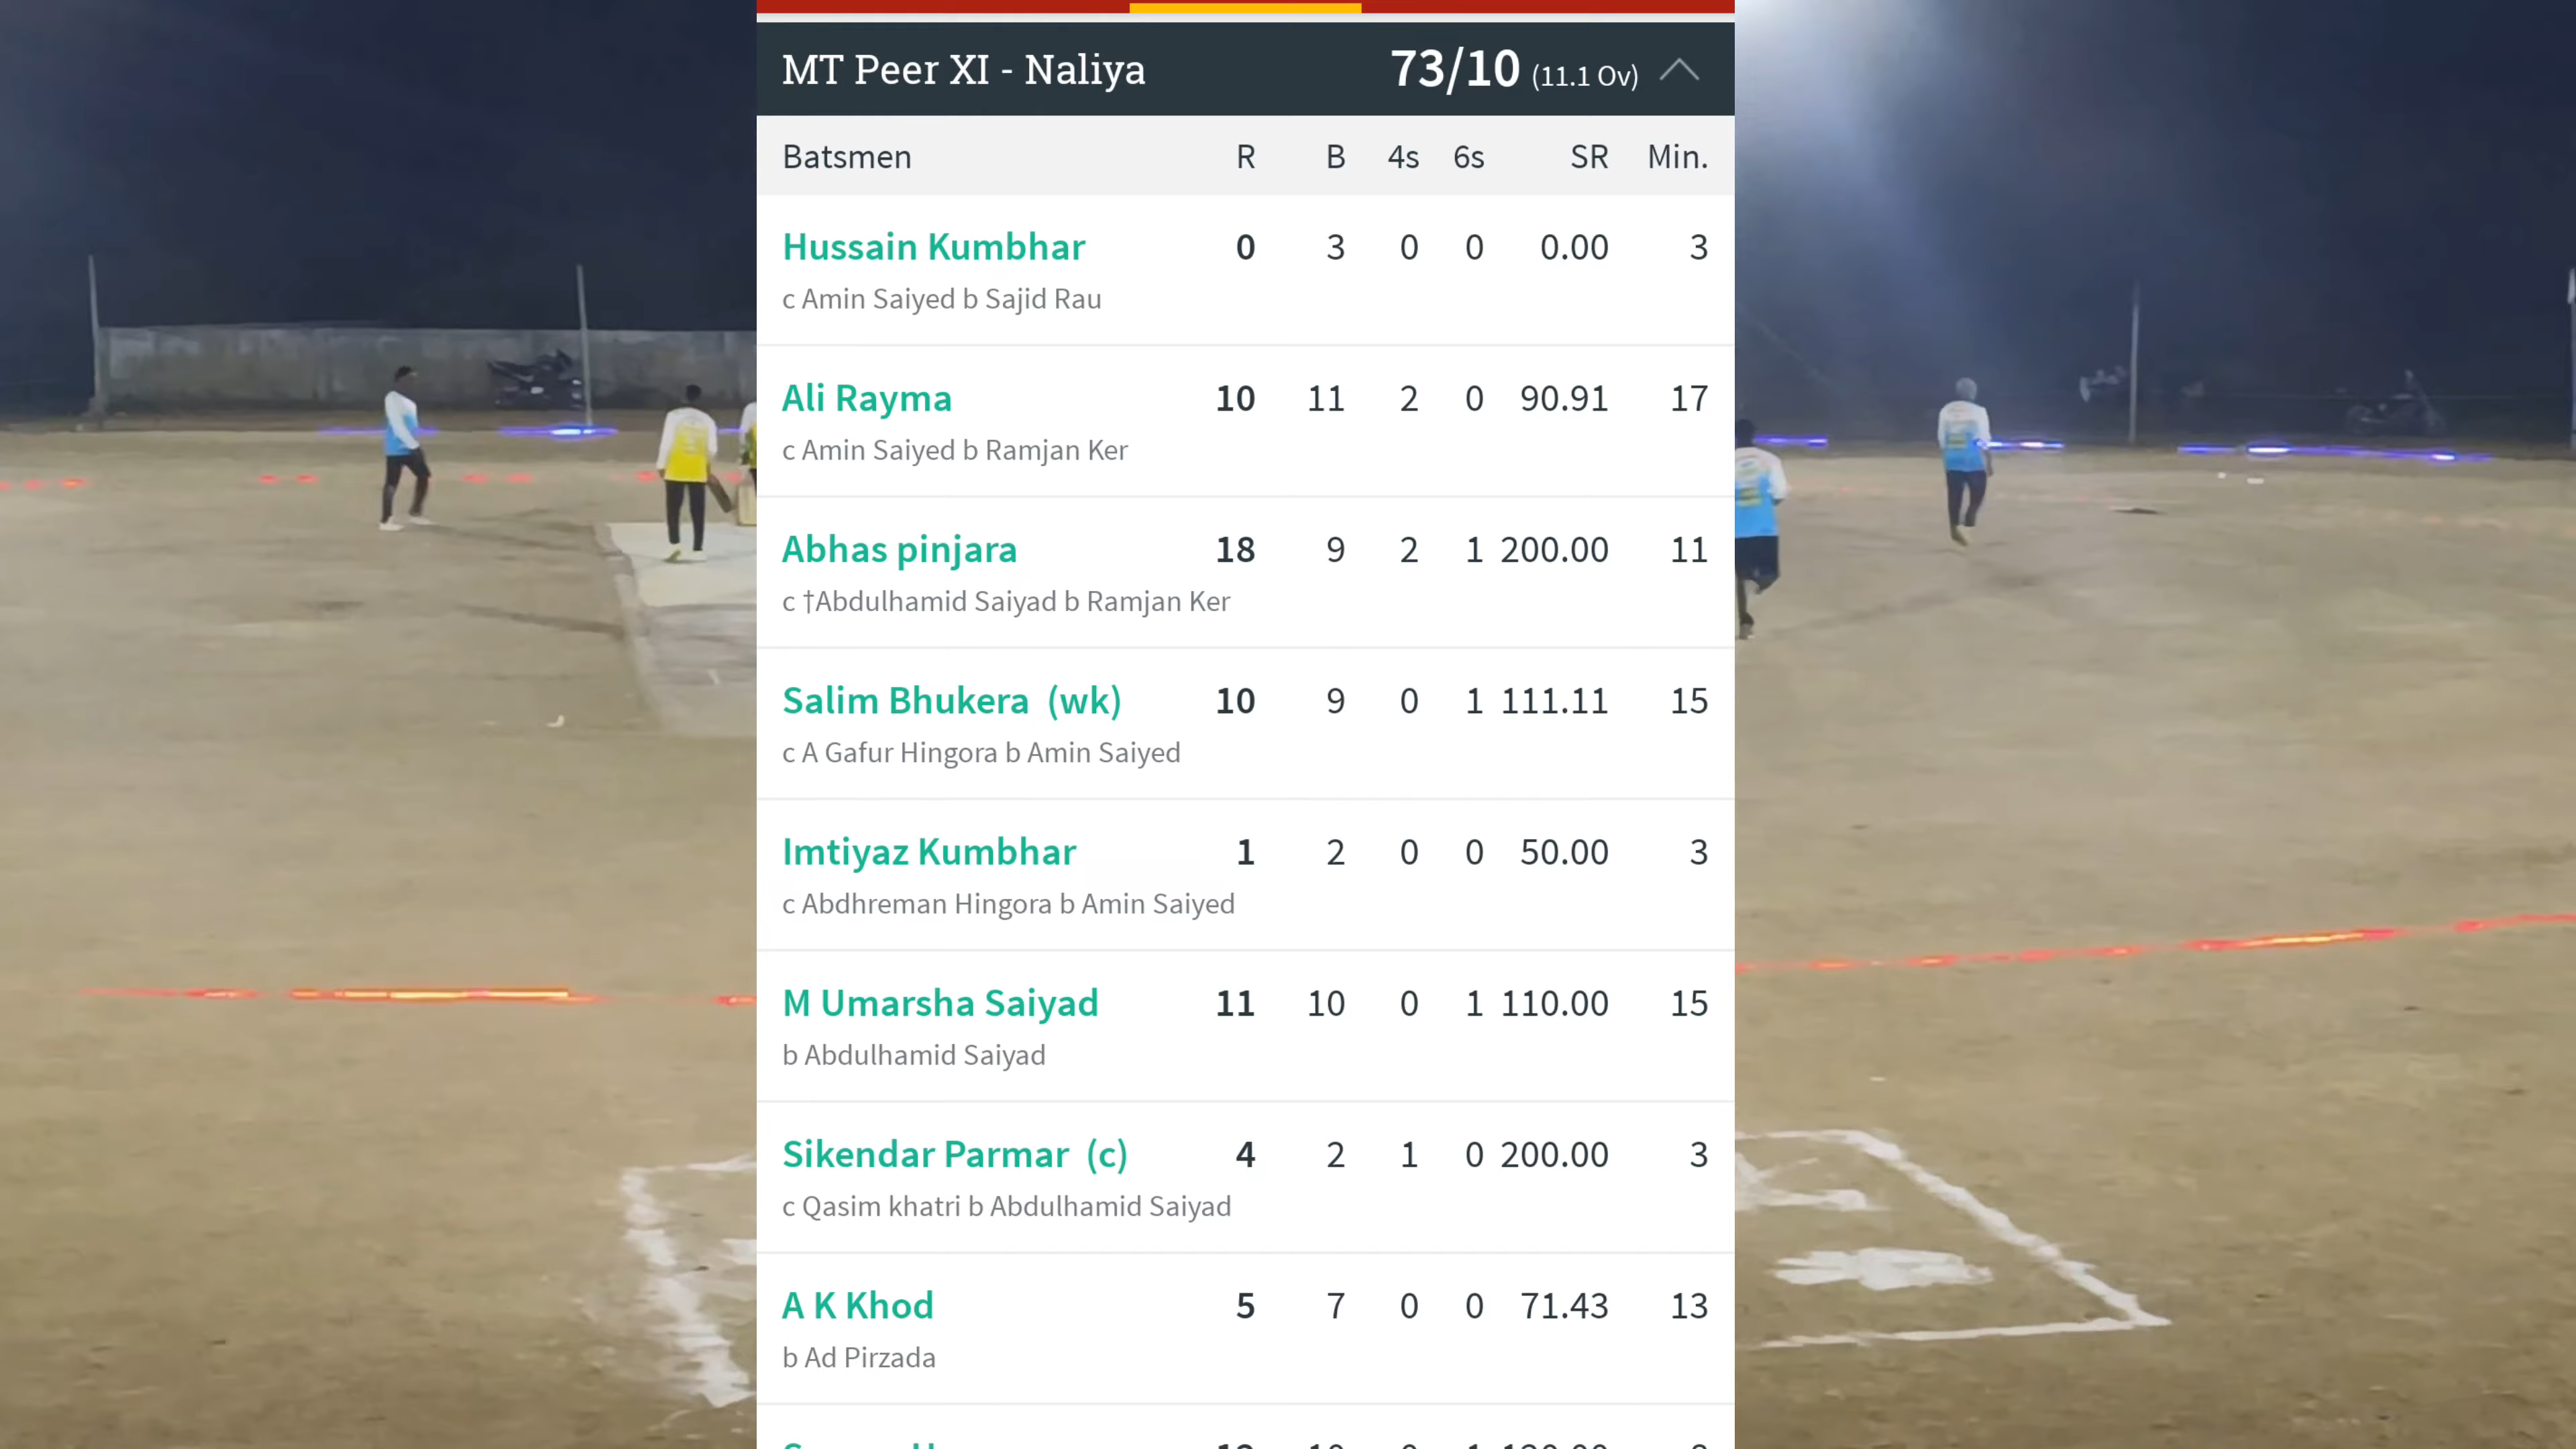 MT Peer XI - Naliya 73/10 (11.1 Ov)
Batsmen R B 4s 6s SR Min.
Hussain Kumbhar 0 3 0 0 0.00 3
c Amin Saiyed b Sajid Rau
Ali Rayma 10 11 2 0 90.91 17
c Amin Saiyed b Ramjan Ker
Abhas pinjara 18 9 2 1 200.00 11
c †Abdulhamid Saiyad b Ramjan Ker
Salim Bhukera (wk) 10 9 0 1 111.11 15
c A Gafur Hingora b Amin Saiyed
Imtiyaz Kumbhar 1 2 0 0 50.00 3
c Abdhreman Hingora b Amin Saiyed
M Umarsha Saiyad 11 10 0 1 110.00 15
b Abdulhamid Saiyad
Sikendar Parmar (c) 4 2 1 0 200.00 3
c Qasim khatri b Abdulhamid Saiyad
A K Khod 5 7 0 0 71.43 13
b Ad Pirzada